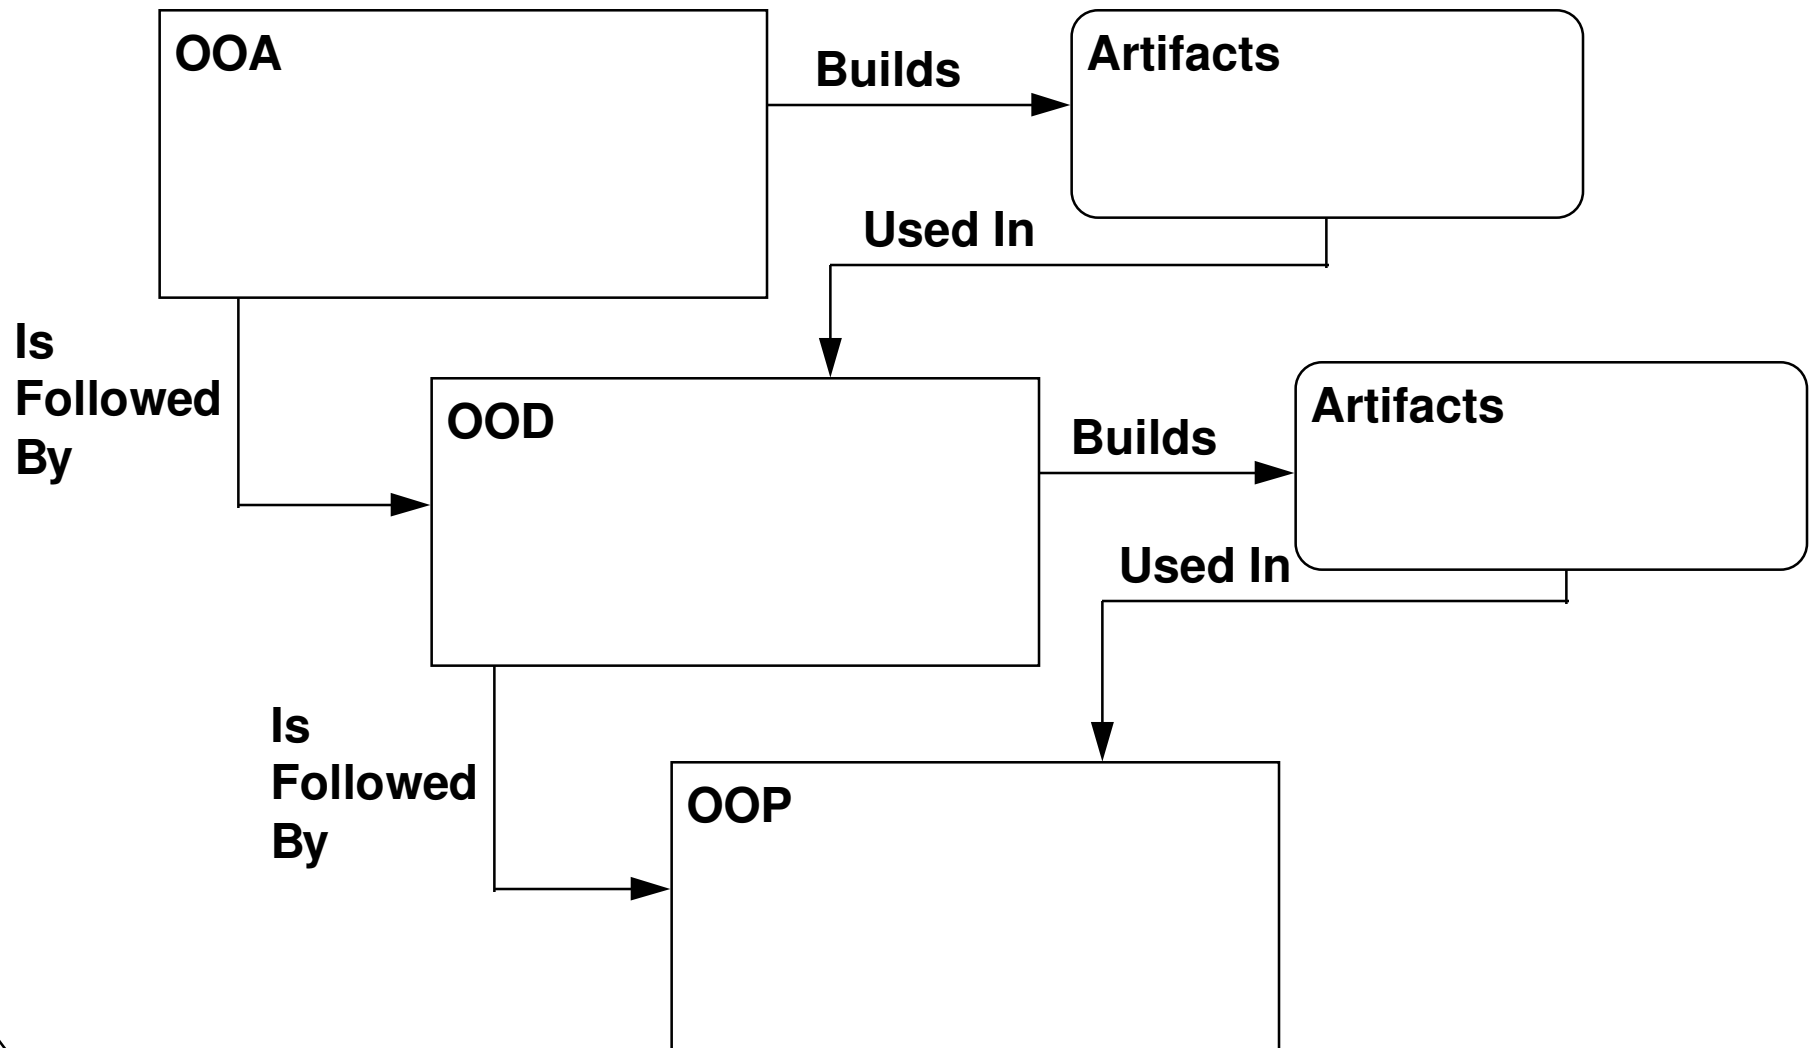 OOA
Builds
Artifacts
Used In
Is
Followed
By
OOD
Builds
Artifacts
Used In
Is
Followed
By
OOP